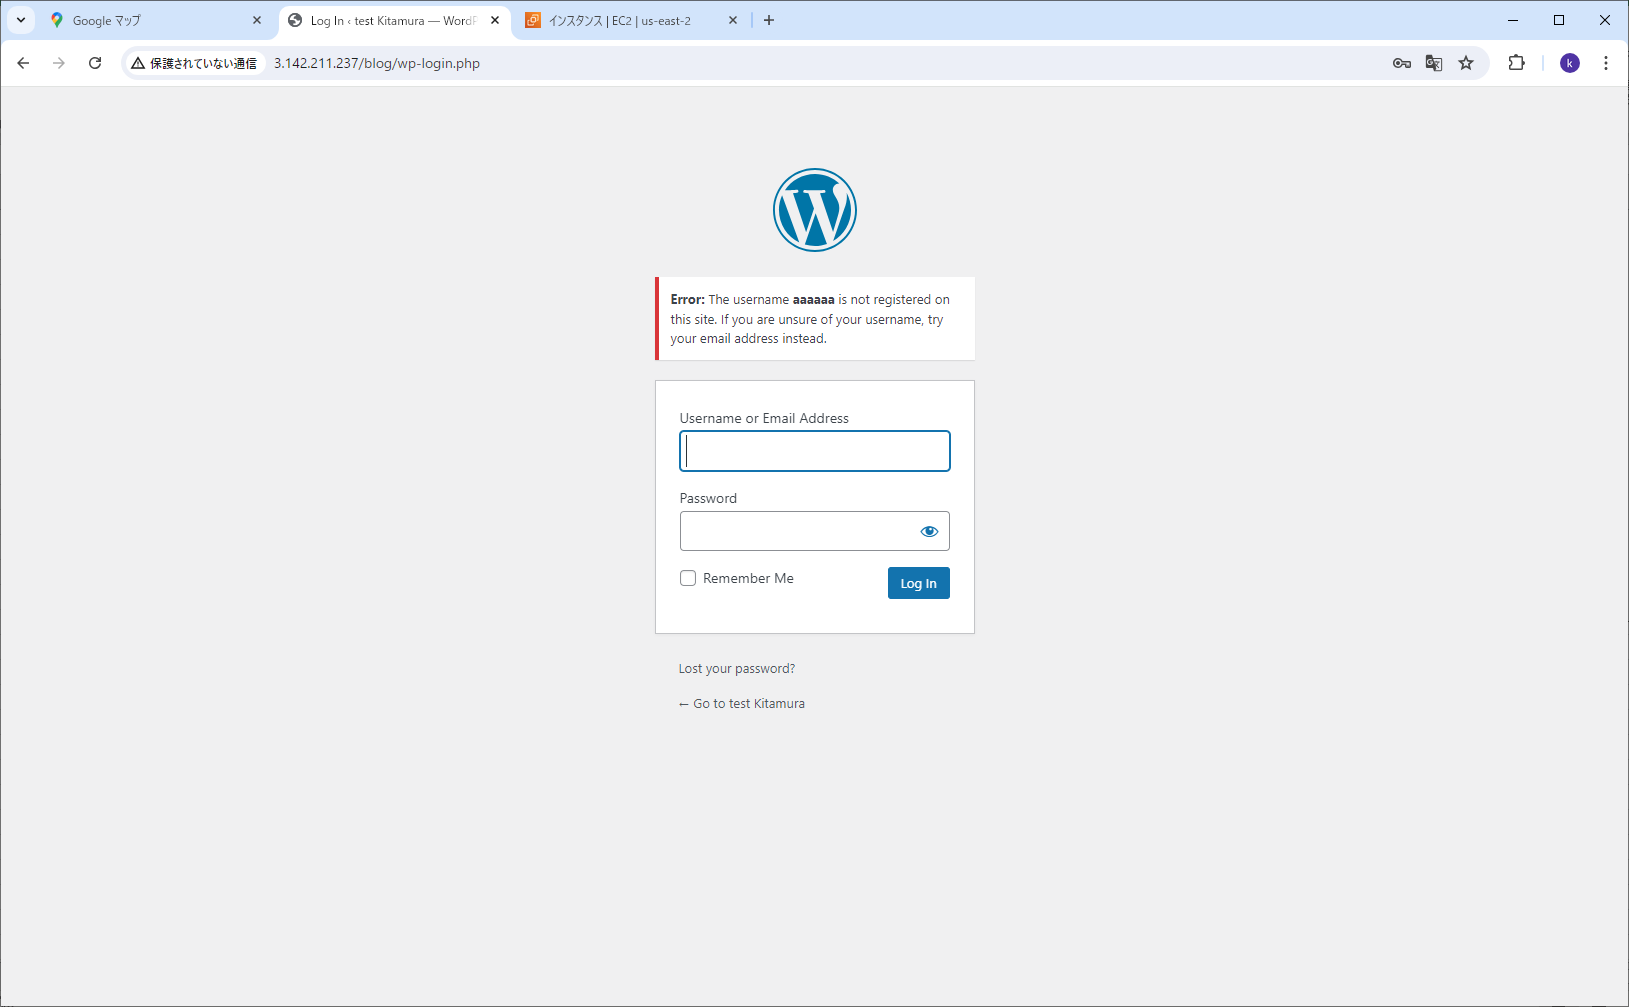 Google マップ
Log In ‹ test Kitamura — WordP
インスタンス | EC2 | us-east-2
保護されていない通信
3.142.211.237/blog/wp-login.php
k
Error: The username aaaaaa is not registered on
this site. If you are unsure of your username, try
your email address instead.
Username or Email Address
Password
Remember Me
Log In
Lost your password?
← Go to test Kitamura